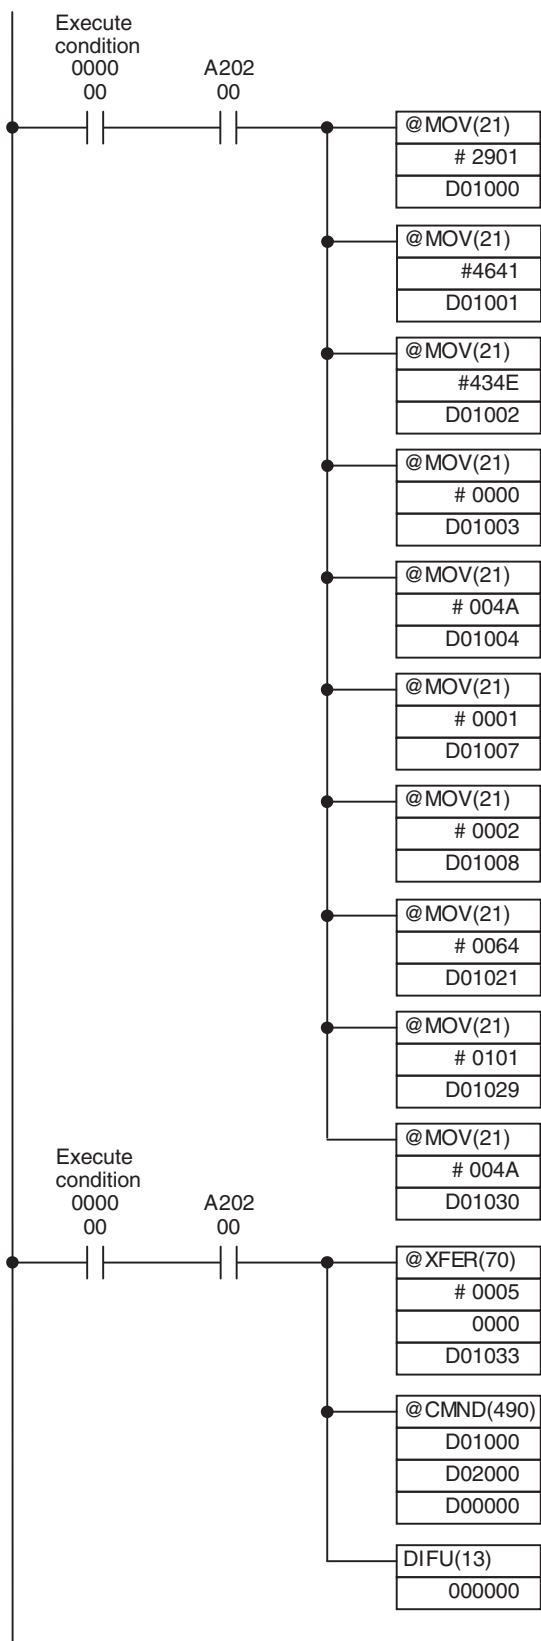 Execute
condition
0000
00
A202
00
@MOV(21)
# 2901
D01000
@MOV(21)
#4641
D01001
@MOV(21)
#434E
D01002
@MOV(21)
# 0000
D01003
@MOV(21)
# 004A
D01004
@MOV(21)
# 0001
D01007
@MOV(21)
# 0002
D01008
@MOV(21)
# 0064
D01021
@MOV(21)
# 0101
D01029
@MOV(21)
# 004A
D01030
Execute
condition
0000
00
A202
00
@XFER(70)
# 0005
0000
D01033
@CMND(490)
D01000
D02000
D00000
DIFU(13)
000000